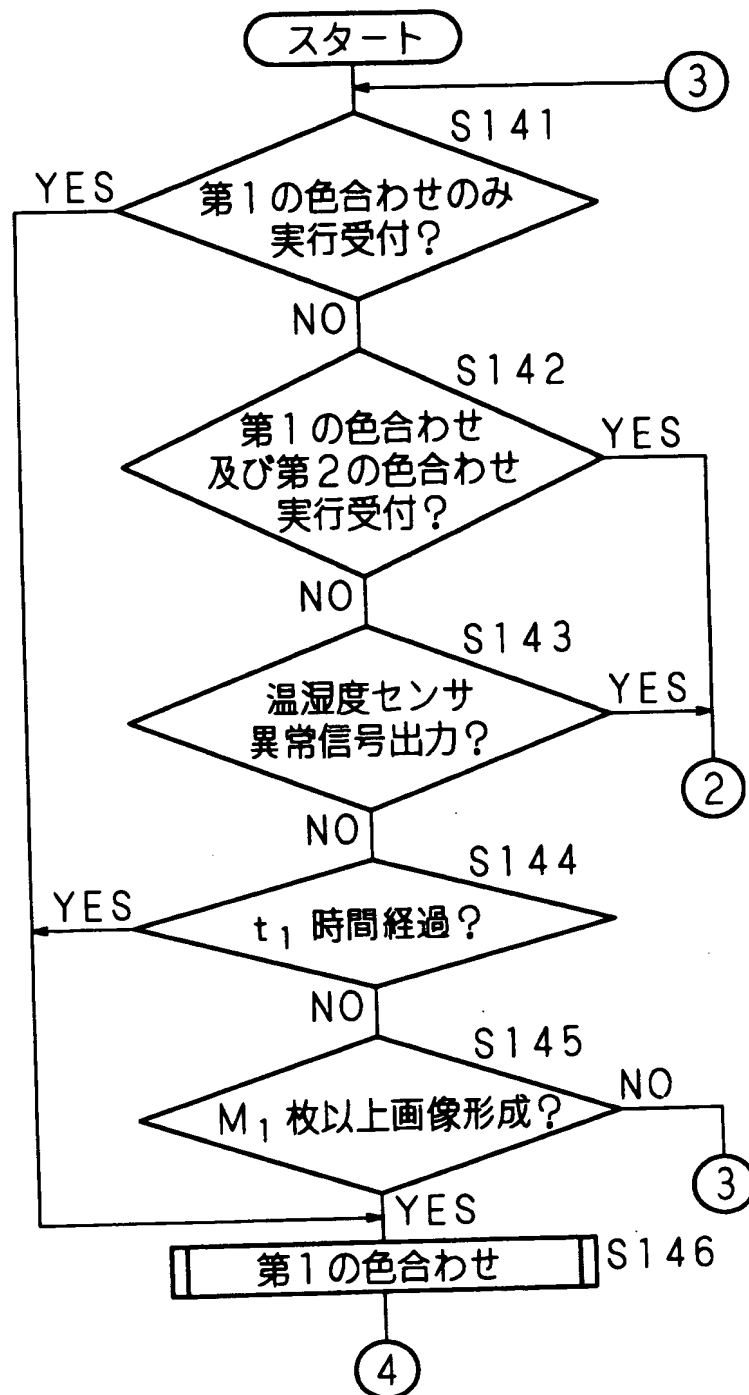 スタート
③
S141
YES
第1の色合わせのみ
実行受付?
NO
S142
第1の色合わせ
及び第2の色合わせ
実行受付?
YES
NO
S143
温湿度センサ
異常信号出力?
YES
②
NO
S144
YES
t₁時間経過?
NO
S145
M₁枚以上画像形成?
NO
③
YES
第1の色合わせ
S146
④